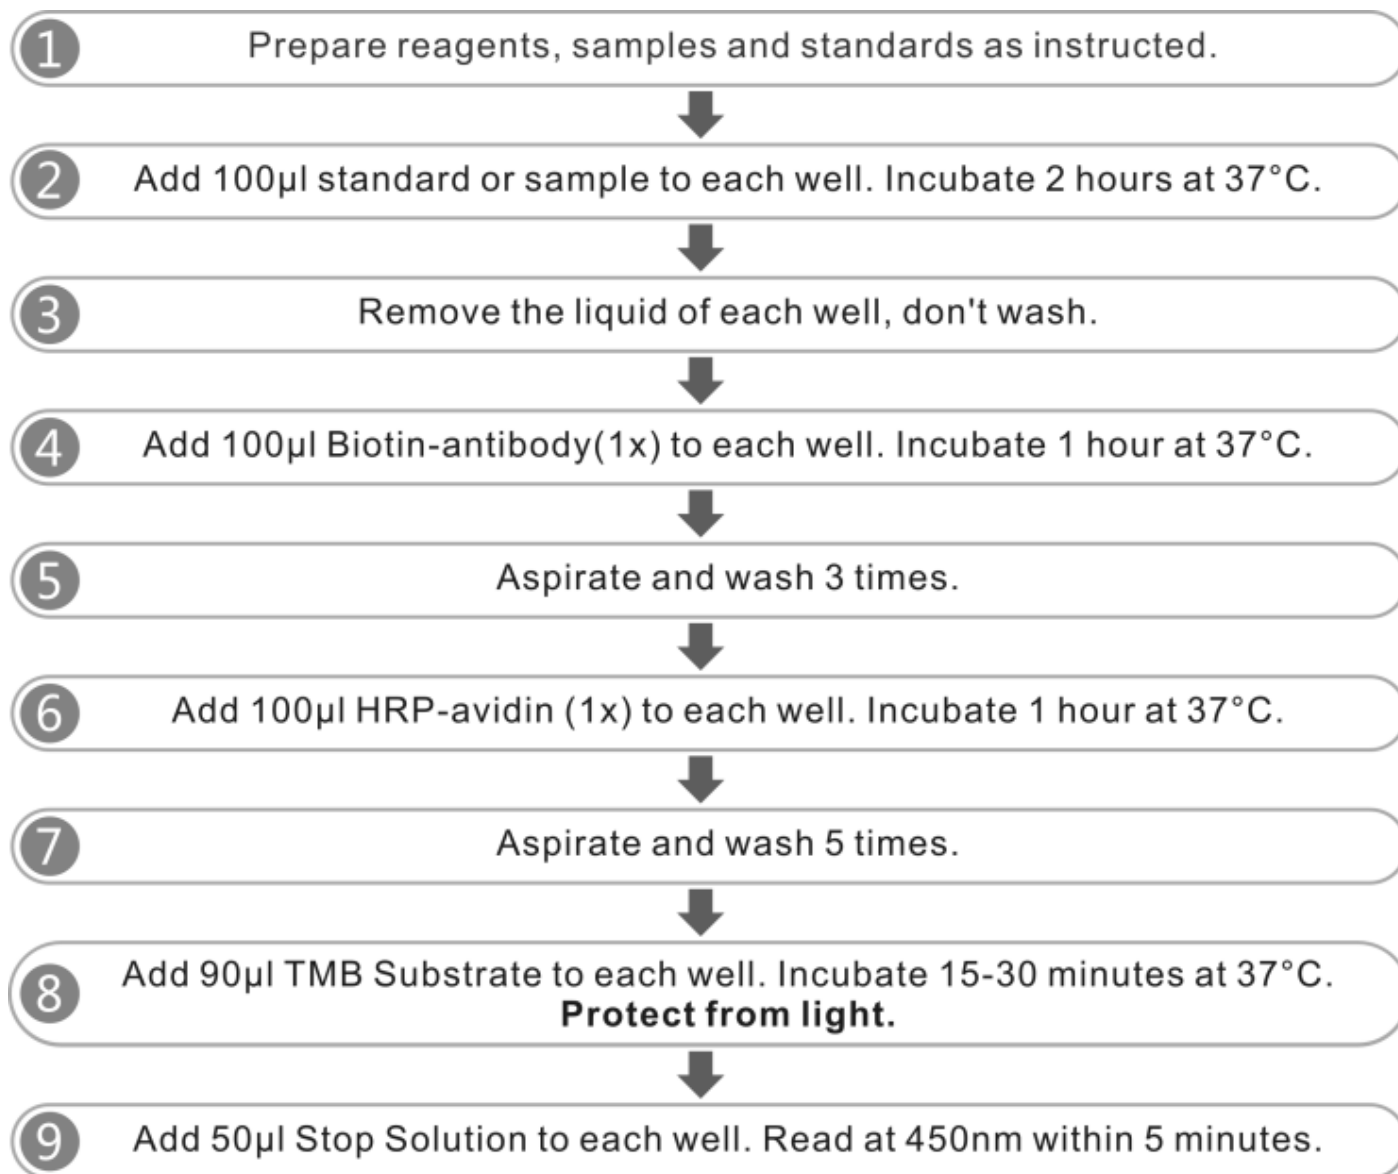 1 Prepare reagents, samples and standards as instructed.
2 Add 100µl standard or sample to each well. Incubate 2 hours at 37°C.
3 Remove the liquid of each well, don't wash.
4 Add 100µl Biotin-antibody(1x) to each well. Incubate 1 hour at 37°C.
5 Aspirate and wash 3 times.
6 Add 100µl HRP-avidin (1x) to each well. Incubate 1 hour at 37°C.
7 Aspirate and wash 5 times.
8 Add 90µl TMB Substrate to each well. Incubate 15-30 minutes at 37°C.
Protect from light.
9 Add 50µl Stop Solution to each well. Read at 450nm within 5 minutes.